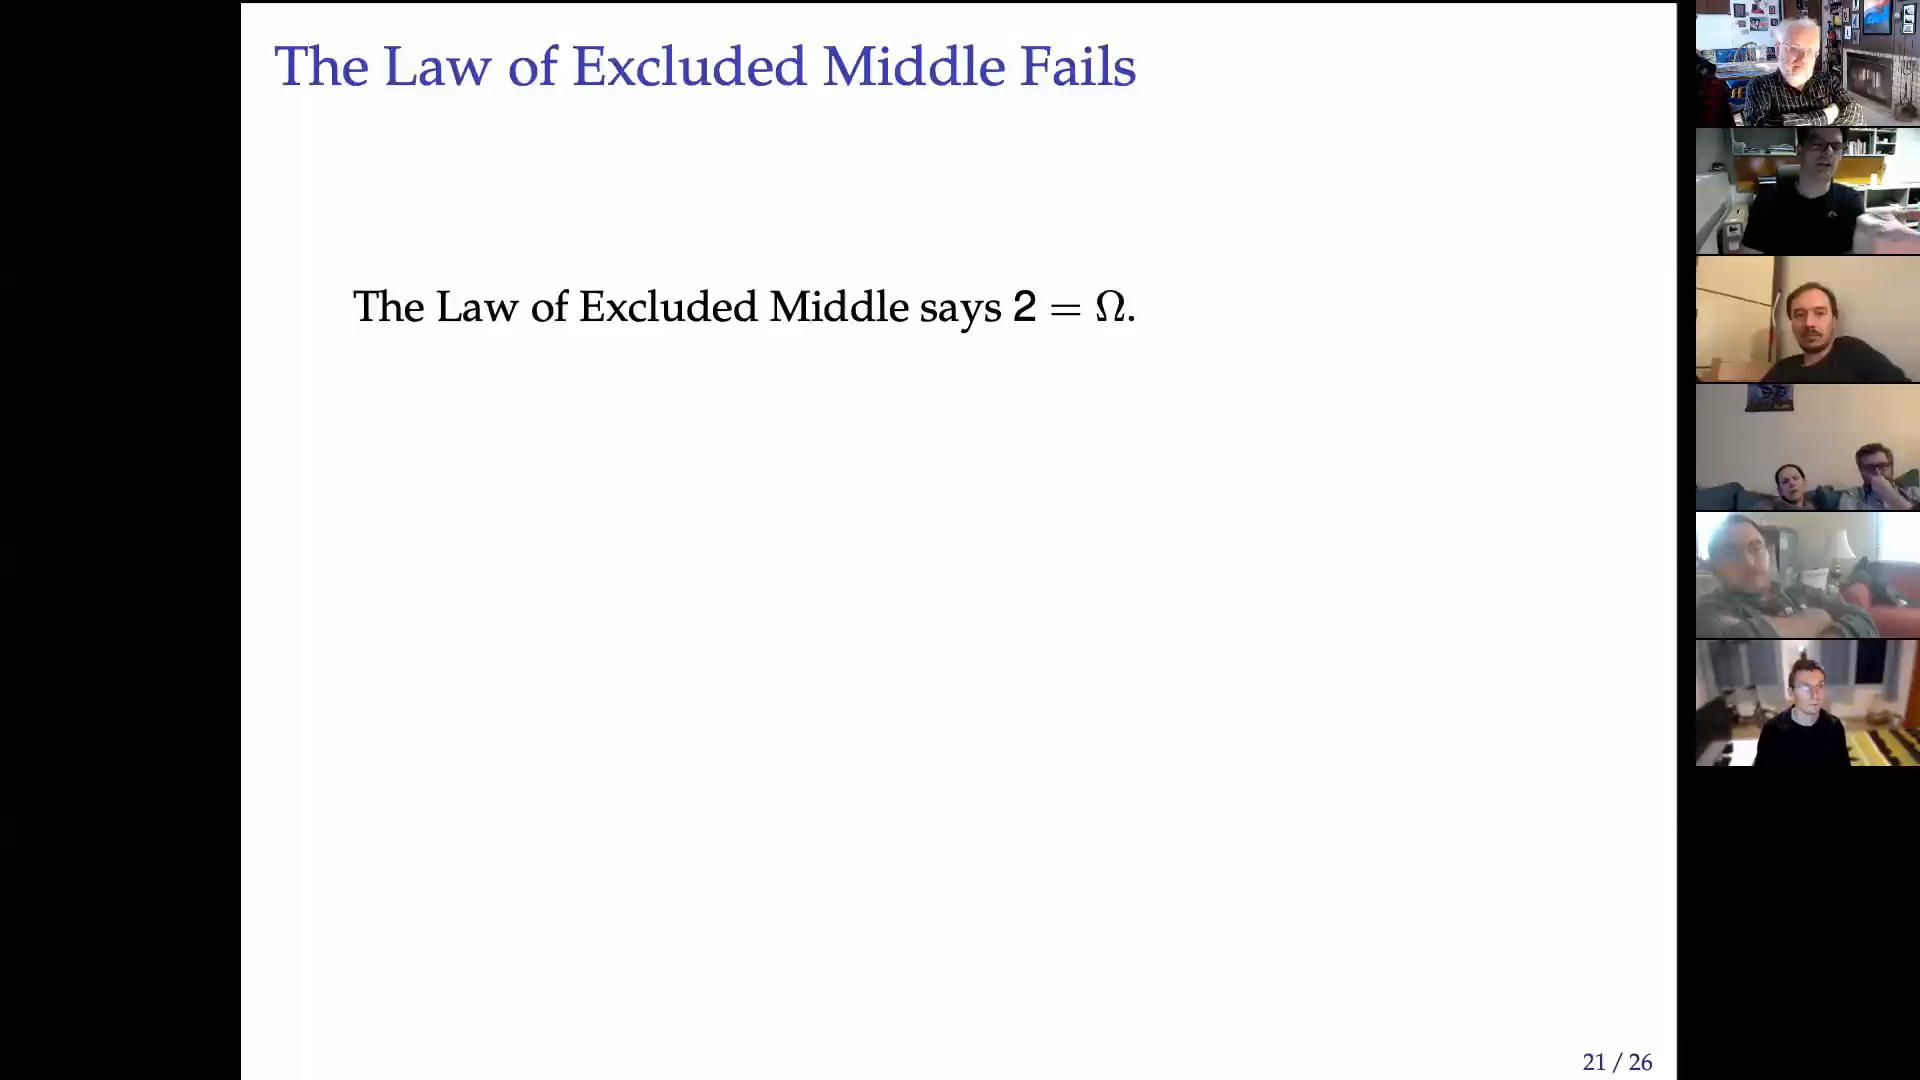 The Law of Excluded Middle Fails
The Law of Excluded Middle says 2 = Ω.
21 / 26